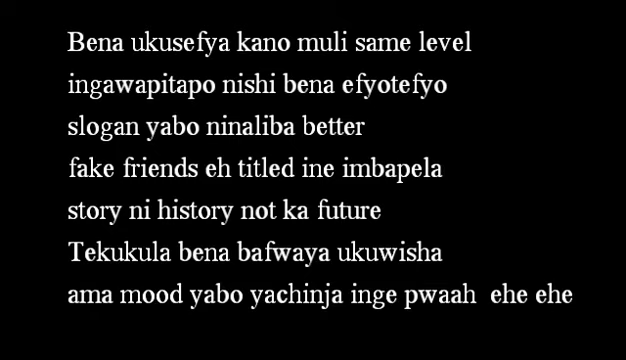 Bena ukusefya kano muli same level
ingawapitapo nishi bena efyotefyo
slogan yabo ninaliba better
fake friends eh titled ine imbapela
story ni history not ka future
Tekukula bena bafwaya ukuwisha
ama mood yabo yachinja inge pwaah ehe ehe